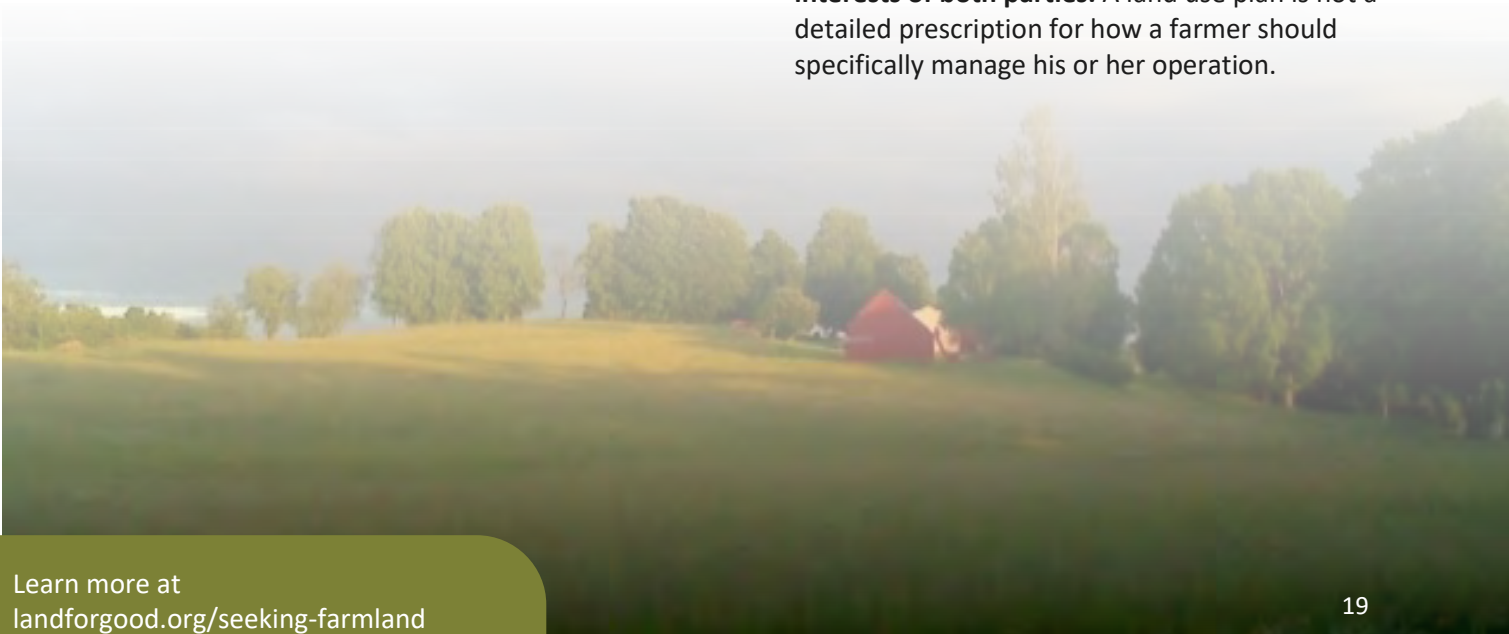 interests of both parties. A land use plan is not a
detailed prescription for how a farmer should
specifically manage his or her operation.
Learn more at
landforgood.org/seeking-farmland
19